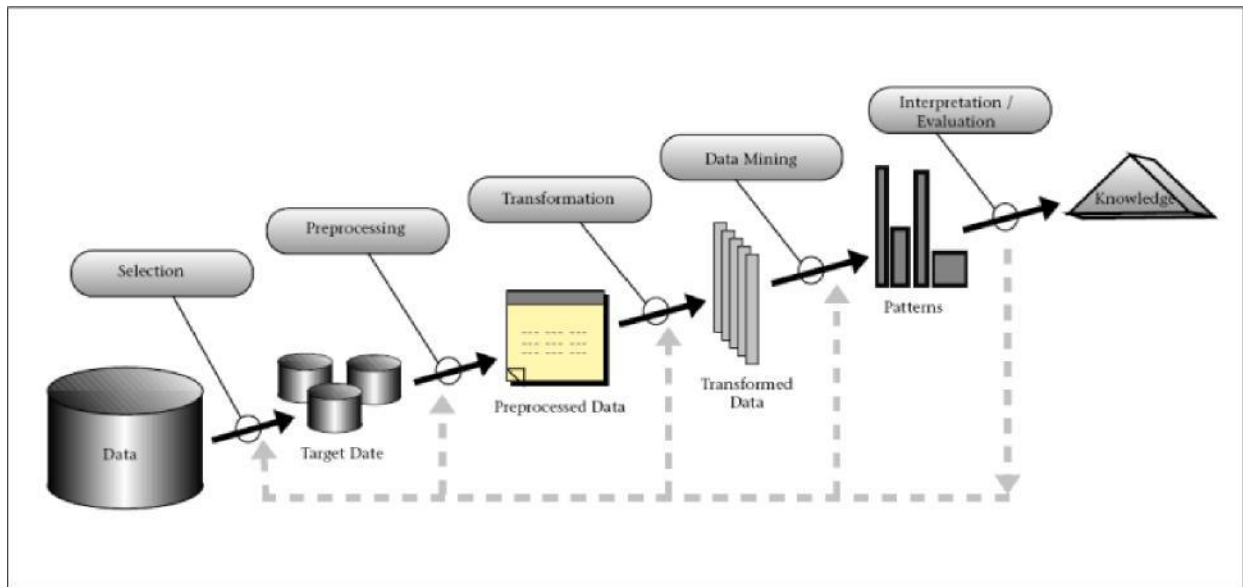 Interpretation /
Evaluation
Data Mining
Transformation
Preprocessing
Selection
Knowledge
Patterns
Transformed
Data
Preprocessed Data
Target Date
Data